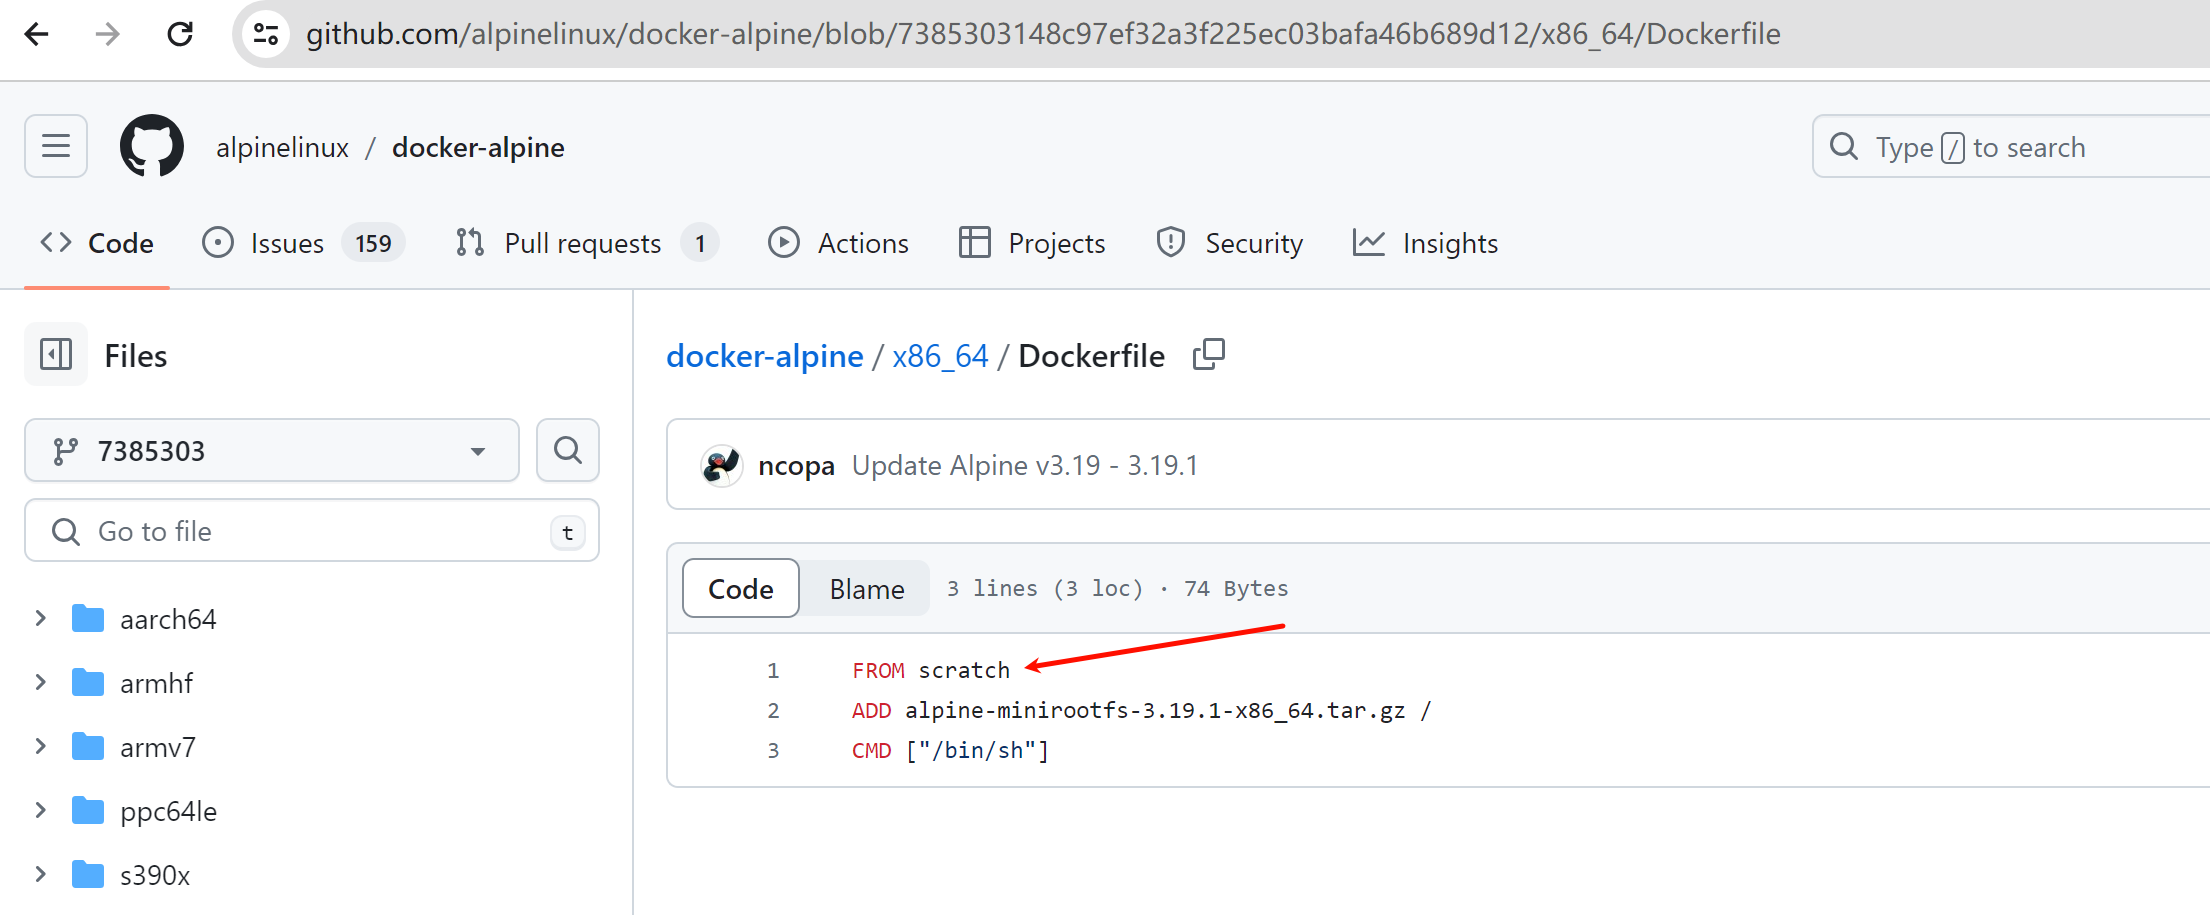 github.com/alpinelinux/docker-alpine/blob/7385303148c97ef32a3f225ec03bafa46b689d12/x86_64/Dockerfile
alpinelinux / docker-alpine
Type / to search
Code
Issues 159
Pull requests 1
Actions
Projects
Security
Insights
Files
7385303
Go to file t
aarch64
armhf
armv7
ppc64le
s390x
docker-alpine / x86_64 / Dockerfile
ncopa Update Alpine v3.19 - 3.19.1
Code Blame 3 lines (3 loc) · 74 Bytes
1 FROM scratch
2 ADD alpine-minirootfs-3.19.1-x86_64.tar.gz /
3 CMD ["/bin/sh"]